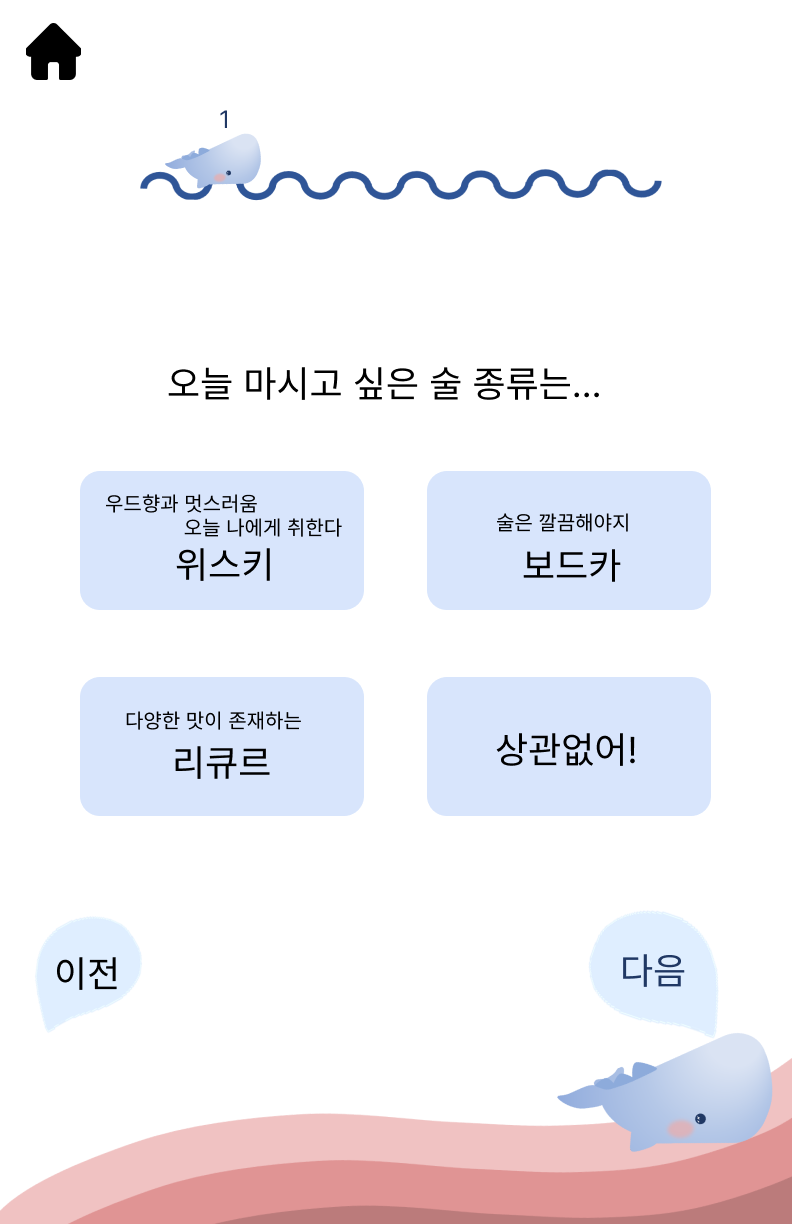 1
오늘 마시고 싶은 술 종류는...
우드향과 멋스러움
오늘 나에게 취한다
위스키
술은 깔끔해야지
보드카
다양한 맛이 존재하는
리큐르
상관없어!
이전
다음